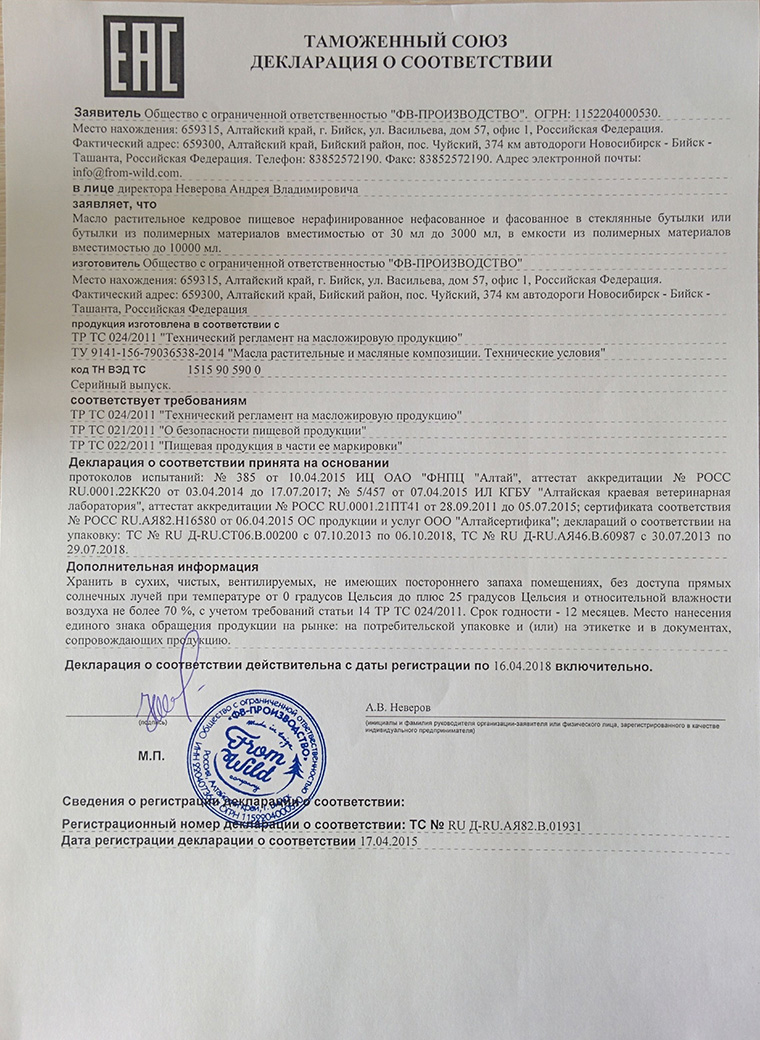 EAC
ТАМОЖЕННЫЙ СОЮЗ
ДЕКЛАРАЦИЯ О СООТВЕТСТВИИ
Заявитель Общество с ограниченной ответственностью "ФВ-ПРОИЗВОДСТВО". ОГРН: 1152204000530.
Место нахождения: 659315, Алтайский край, г. Бийск, ул. Васильева, дом 57, офис 1, Российская Федерация.
Фактический адрес: 659300, Алтайский край, Бийский район, пос. Чуйский, 374 км автодороги Новосибирск - Бийск -
Ташанта, Российская Федерация. Телефон: 83852572190. Факс: 83852572190. Адрес электронной почты:
info@from-wild.com.
в лице директора Неверова Андрея Владимировича
заявляет, что
Масло растительное кедровое пищевое нерафинированное нефасованное и фасованное в стеклянные бутылки или
бутылки из полимерных материалов вместимостью от 30 мл до 3000 мл, в емкости из полимерных материалов
вместимостью до 10000 мл.
изготовитель Общество с ограниченной ответственностью "ФВ-ПРОИЗВОДСТВО"
Место нахождения: 659315, Алтайский край, г. Бийск, ул. Васильева, дом 57, офис 1, Российская Федерация.
Фактический адрес: 659300, Алтайский край, Бийский район, пос. Чуйский, 374 км автодороги Новосибирск - Бийск -
Ташанта, Российская Федерация
продукция изготовлена в соответствии с
ТР ТС 024/2011 "Технический регламент на масложировую продукцию"
ТУ 9141-156-79036538-2014 "Масла растительные и масляные композиции. Технические условия"
код ТН ВЭД ТС 1515 90 590 0
Серийный выпуск.
соответствует требованиям
ТР ТС 024/2011 "Технический регламент на масложировую продукцию"
ТР ТС 021/2011 "О безопасности пищевой продукции"
ТР ТС 022/2011 "Пищевая продукция в части ее маркировки"
Декларация о соответствии принята на основании
протоколов испытаний: № 385 от 10.04.2015 ИЦ ОАО "ФНПЦ "Алтай", аттестат аккредитации № РОСС
RU.0001.22КК20 от 03.04.2014 до 17.07.2017; № 5/457 от 07.04.2015 ИЛ КГБУ "Алтайская краевая ветеринарная
лаборатория", аттестат аккредитации № РОСС RU.0001.21ПТ41 от 28.09.2011 до 05.07.2015; сертификата соответствия
№ РОСС RU.АЯ82.Н16580 от 06.04.2015 ОС продукции и услуг ООО "Алтайсертифика"; деклараций о соответствии на
упаковку: ТС № RU Д-RU.СТ06.В.00200 с 07.10.2013 по 06.10.2018, ТС № RU Д-RU.АЯ46.В.60987 с 30.07.2013 по
29.07.2018.
Дополнительная информация
Хранить в сухих, чистых, вентилируемых, не имеющих постороннего запаха помещениях, без доступа прямых
солнечных лучей при температуре от 0 градусов Цельсия до плюс 25 градусов Цельсия и относительной влажности
воздуха не более 70 %, с учетом требований статьи 14 ТР ТС 024/2011. Срок годности - 12 месяцев. Место нанесения
единого знака обращения продукции на рынке: на потребительской упаковке и (или) на этикетке и в документах,
сопровождающих продукцию.
Декларация о соответствии действительна с даты регистрации по 16.04.2018 включительно.
А.В. Неверов
(подпись)
(инициалы и фамилия руководителя организации-заявителя или физического лица, зарегистрированного в качестве
индивидуального предпринимателя)
М.П.
Общество с ограниченной ответственностью
"ФВ-ПРОИЗВОДСТВО"
From
Wild
company
Сведения о регистрации декларации о соответствии:
Регистрационный номер декларации о соответствии: ТС № RU Д-RU.АЯ82.В.01931
Дата регистрации декларации о соответствии 17.04.2015